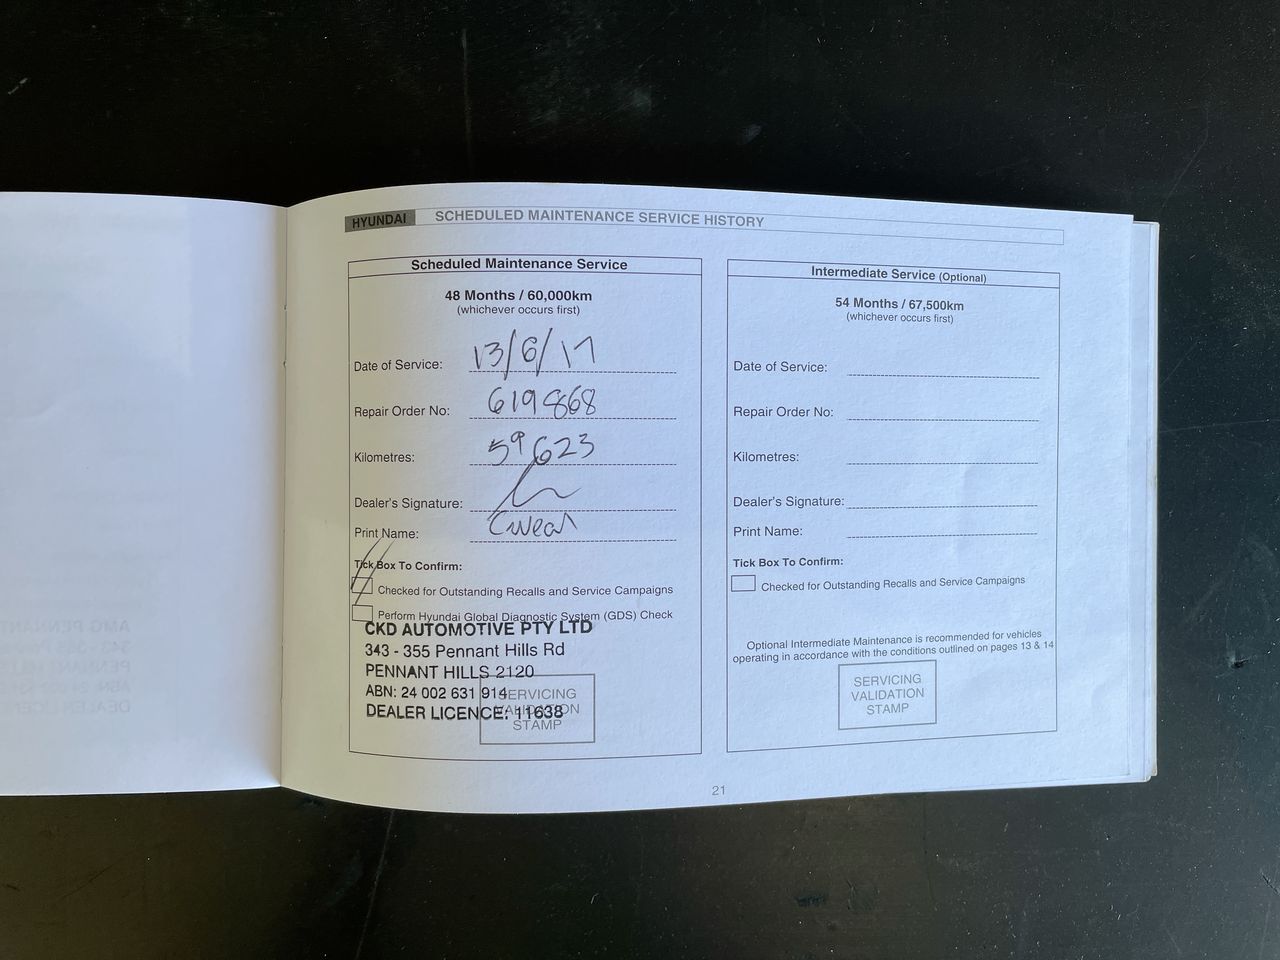 HYUNDAI SCHEDULED MAINTENANCE SERVICE HISTORY
Scheduled Maintenance Service
48 Months / 60,000km
(whichever occurs first)
Date of Service: 13/6/17
Repair Order No: 619868
Kilometres: 59623
Dealer's Signature:
Print Name:
Tick Box To Confirm:
Checked for Outstanding Recalls and Service Campaigns
Perform Hyundai Global Diagnostic System (GDS) Check
CKD AUTOMOTIVE PTY LTD
343 - 355 Pennant Hills Rd
PENNANT HILLS 2120
ABN: 24 002 631 914
DEALER LICENCE: 11638
SERVICING
VALIDATION
STAMP
Intermediate Service (Optional)
54 Months / 67,500km
(whichever occurs first)
Date of Service:
Repair Order No:
Kilometres:
Dealer's Signature:
Print Name:
Tick Box To Confirm:
Checked for Outstanding Recalls and Service Campaigns
Optional Intermediate Maintenance is recommended for vehicles
operating in accordance with the conditions outlined on pages 13 & 14
SERVICING
VALIDATION
STAMP
21